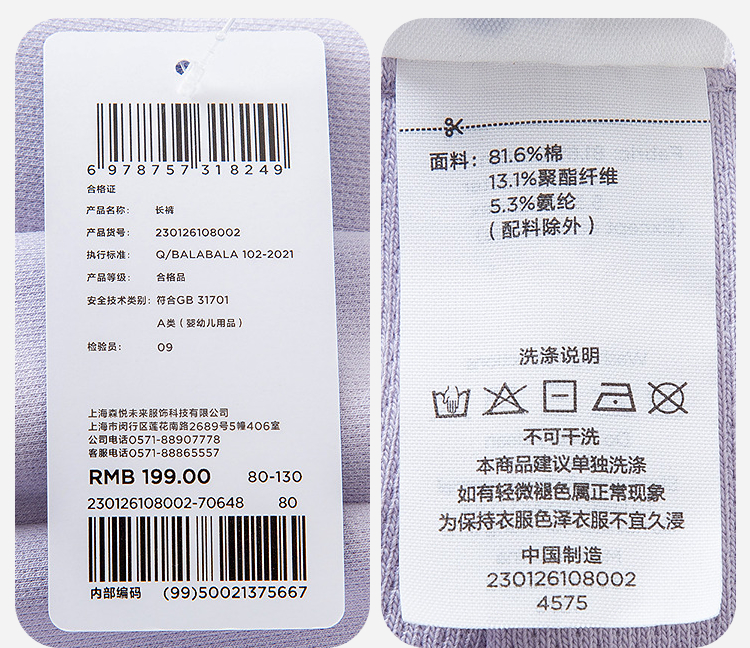 6 978757 318249
合格证
产品名称： 长裤
产品货号： 230126108002
执行标准： Q/BALABALA 102-2021
产品等级： 合格品
安全技术类别：符合GB 31701
A类（婴幼儿用品）
检验员： 09
上海森悦未来服饰科技有限公司
上海市闵行区莲花南路2689号5幢406室
公司电话0571-88907778
客服电话0571-88865557
RMB 199.00 80-130
230126108002-70648 80
内部编码 (99)50021375667
面料：81.6%棉
13.1%聚酯纤维
5.3%氨纶
（配料除外）
洗涤说明
不可干洗
本商品建议单独洗涤
如有轻微褪色属正常现象
为保持衣服色泽衣服不宜久浸
中国制造
230126108002
4575